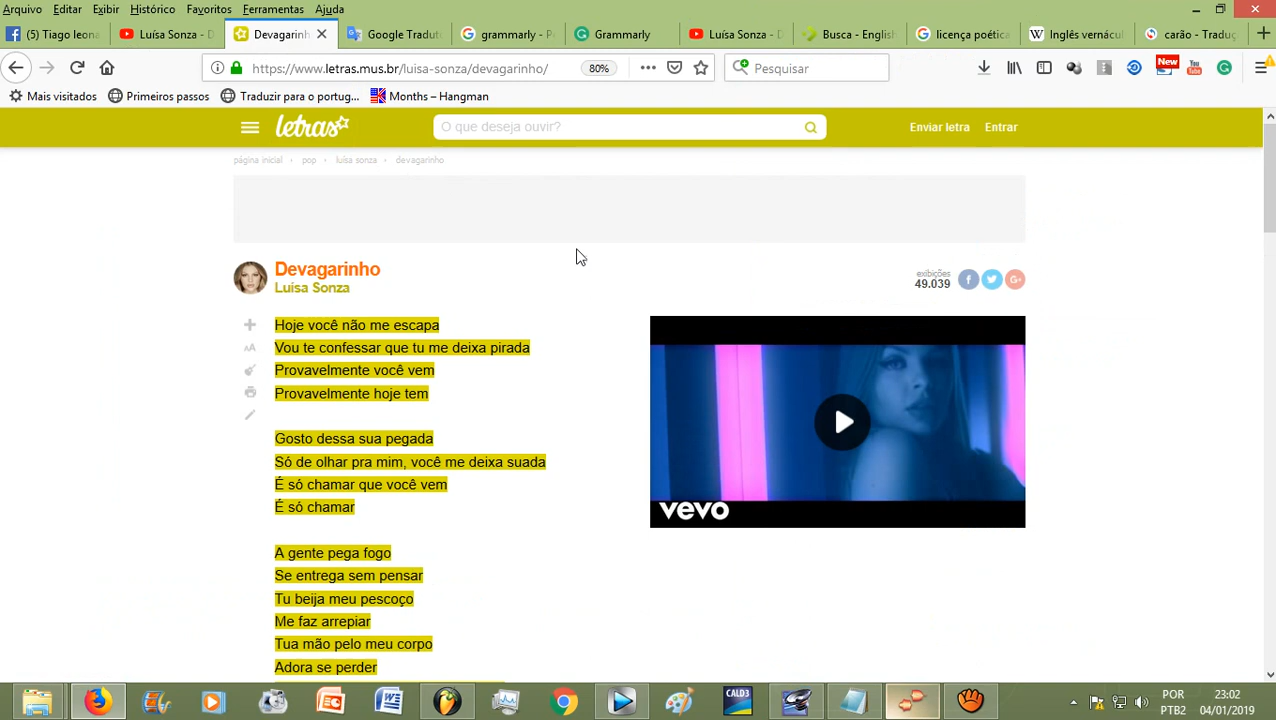 Arquivo Editar Exibir Histórico Favoritos Ferramentas Ajuda
(5) Tiago leona
Luísa Sonza - D
Devagarinh
Google Tradut
grammarly - P
Grammarly
Luísa Sonza - D
Busca - English
licença poética
Inglês vernácul
carão - Traduç
https://www.letras.mus.br/luisa-sonza/devagarinho/
80%
Pesquisar
New
You
Mais visitados
Primeiros passos
Traduzir para o portug...
Months – Hangman
letras
O que deseja ouvir?
Enviar letra
Entrar
página inicial
pop
luísa sonza
devagarinho
Devagarinho
Luísa Sonza
exibições
49.039
Hoje você não me escapa
Vou te confessar que tu me deixa pirada
Provavelmente você vem
Provavelmente hoje tem
Gosto dessa sua pegada
Só de olhar pra mim, você me deixa suada
É só chamar que você vem
É só chamar
A gente pega fogo
Se entrega sem pensar
Tu beija meu pescoço
Me faz arrepiar
Tua mão pelo meu corpo
Adora se perder
vevo
CALD3
POR
PTB2
23:02
04/01/2019